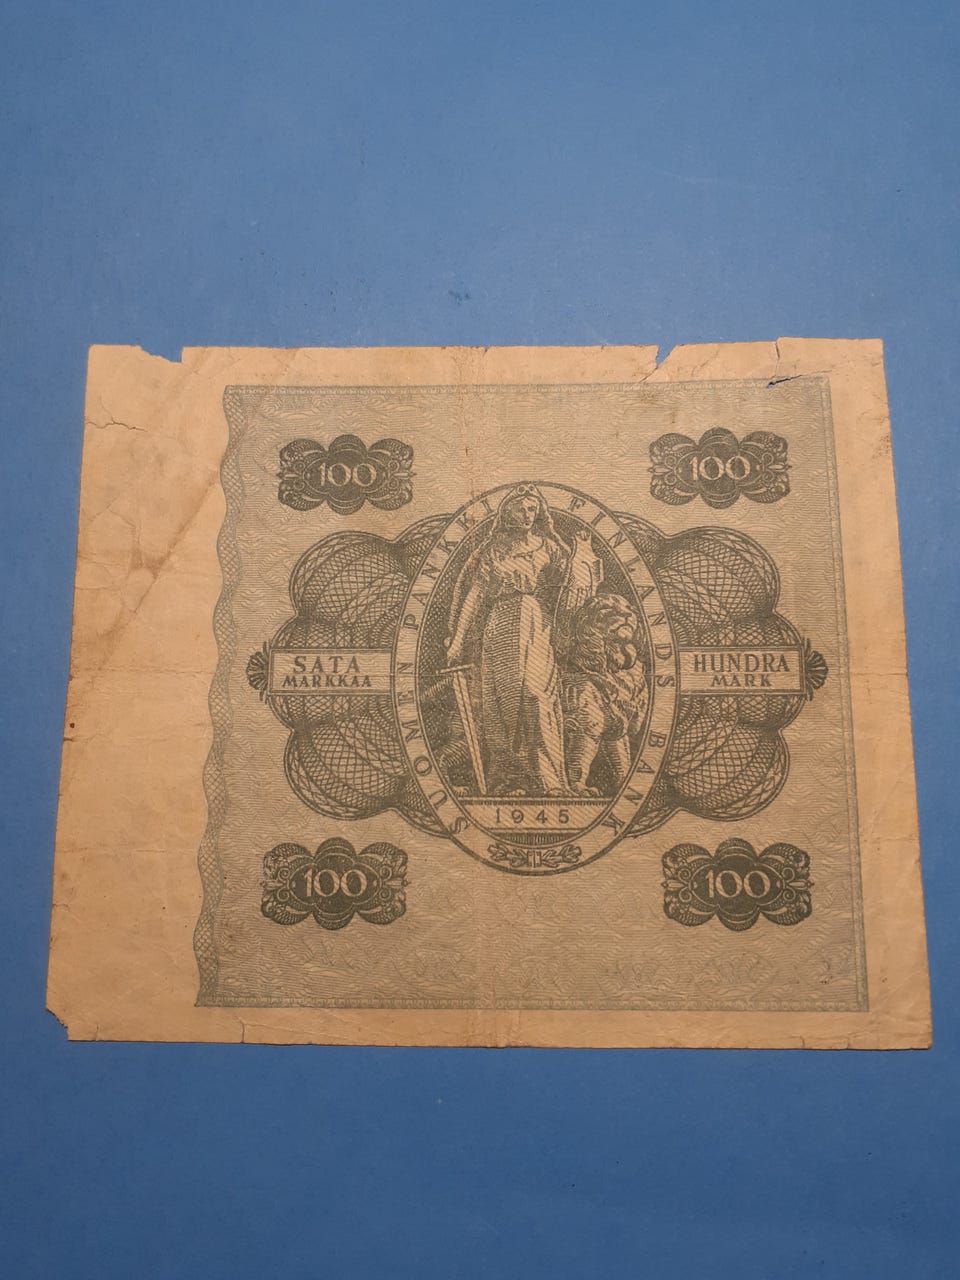 100
100
SUOMEN PANKKI FINLANDS BANK
SATA
MARKKAA
HUNDRA
MARK
1945
100
100